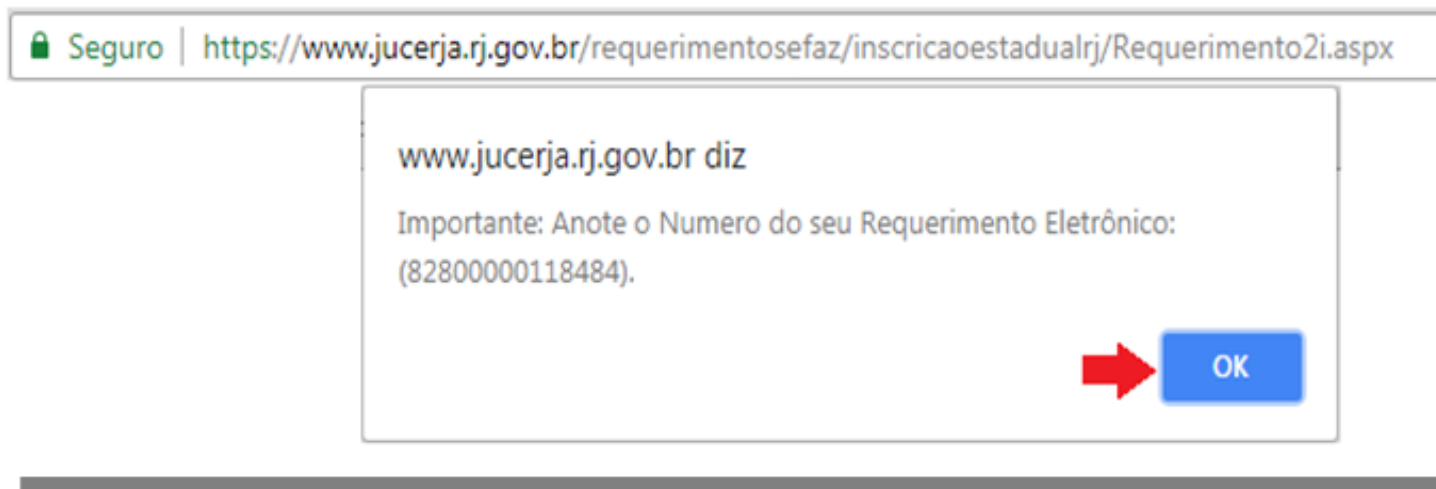 Seguro | https://www.jucerja.rj.gov.br/requerimentosefaz/inscricaoestadualrj/Requerimento2i.aspx
www.jucerja.rj.gov.br diz
Importante: Anote o Numero do seu Requerimento Eletrônico:
(82800000118484).
OK